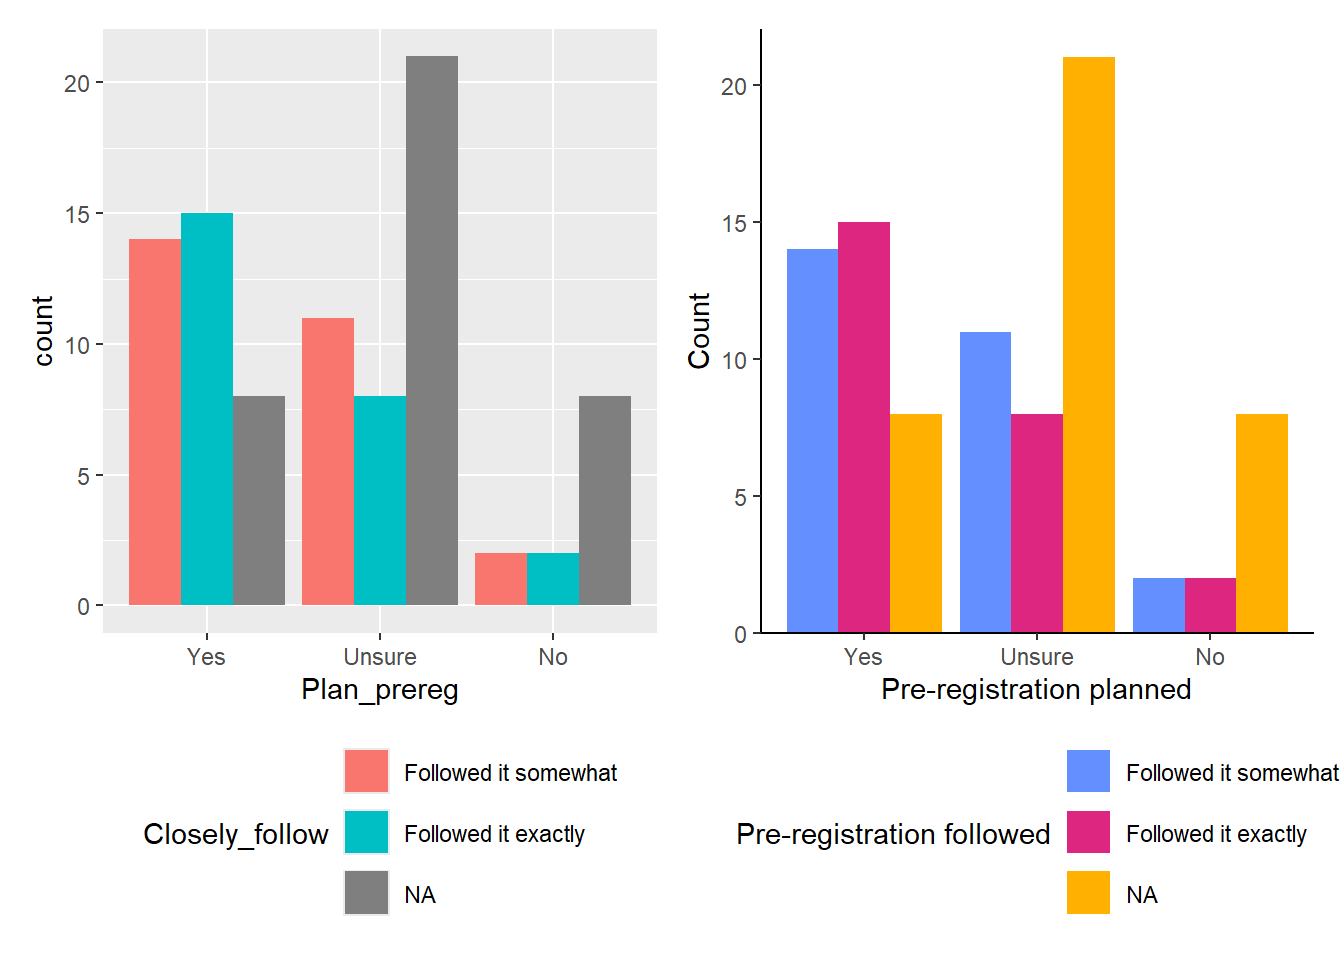 20
15
10
5
0
count
Yes Unsure No
Plan_prereg
Closely_follow
Followed it somewhat
Followed it exactly
NA
20
15
10
5
0
Count
Yes Unsure No
Pre-registration planned
Pre-registration followed
Followed it somewhat
Followed it exactly
NA